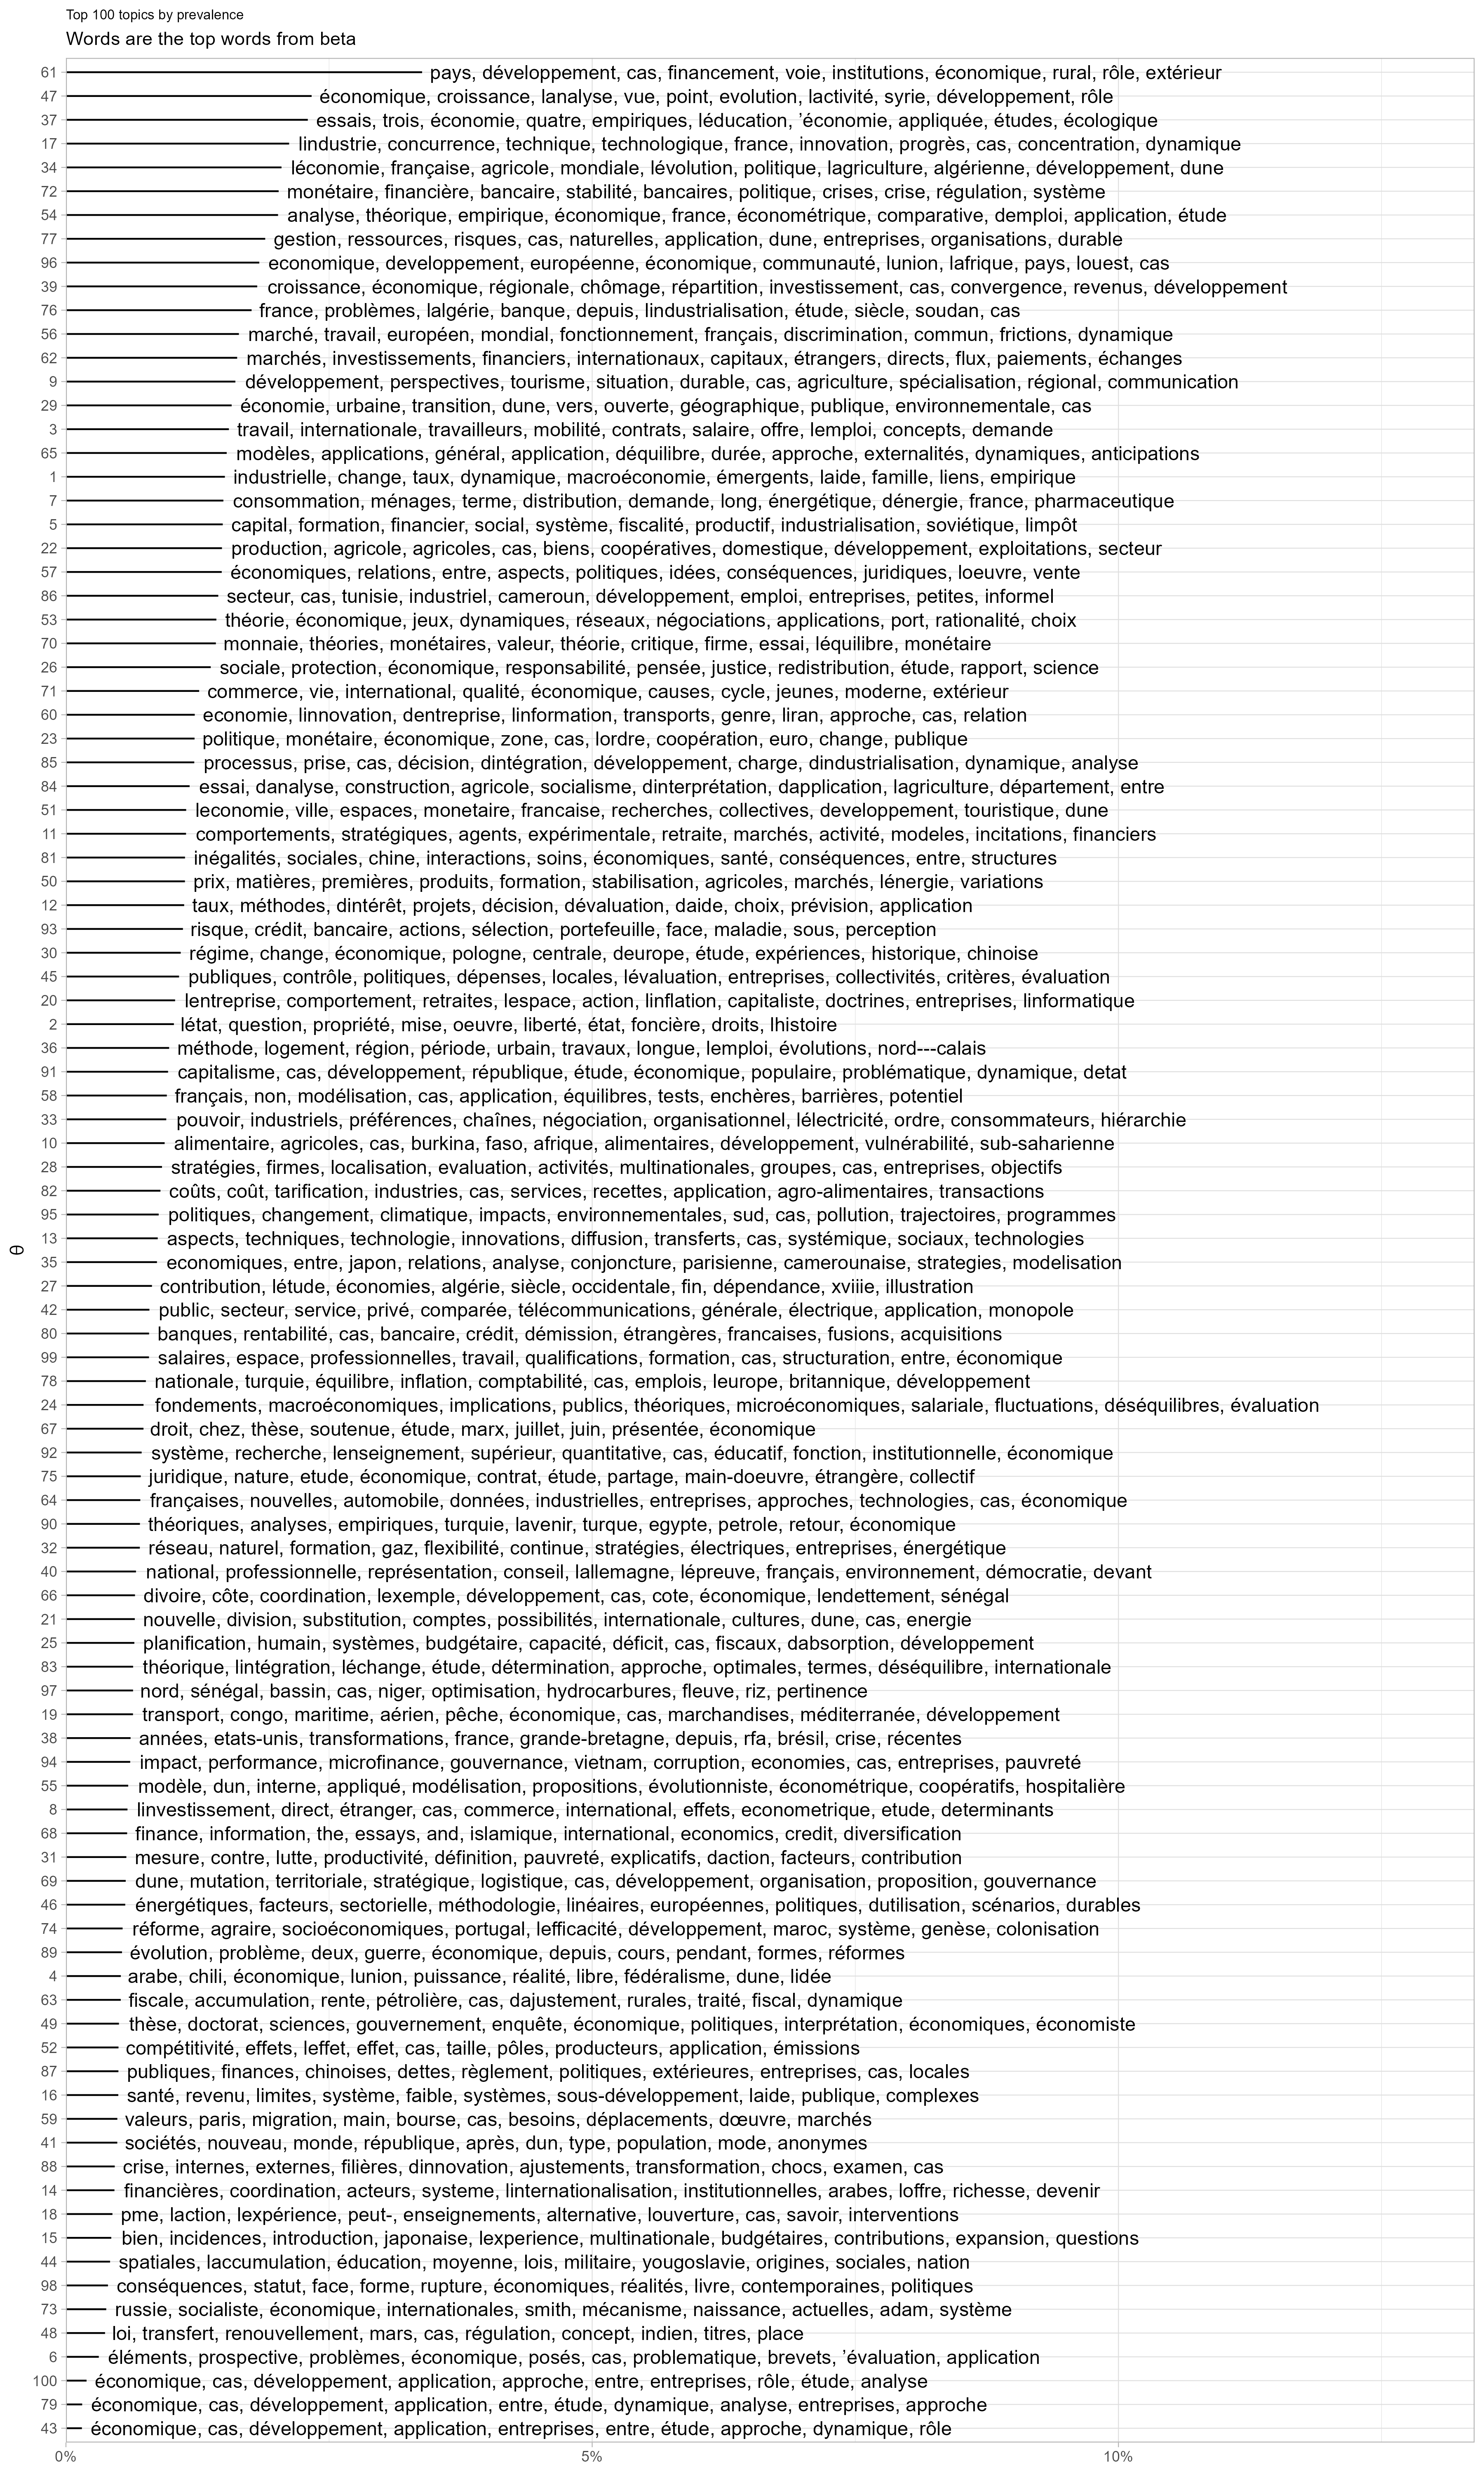 Top 100 topics by prevalence
Words are the top words from beta
61 pays, développement, cas, financement, voie, institutions, économique, rural, rôle, extérieur
47 économique, croissance, lanalyse, vue, point, evolution, lactivité, syrie, développement, rôle
37 essais, trois, économie, quatre, empiriques, léducation, ’économie, appliquée, études, écologique
17 lindustrie, concurrence, technique, technologique, france, innovation, progrès, cas, concentration, dynamique
34 léconomie, française, agricole, mondiale, lévolution, politique, lagriculture, algérienne, développement, dune
72 monétaire, financière, bancaire, stabilité, bancaires, politique, crises, crise, régulation, système
54 analyse, théorique, empirique, économique, france, économétrique, comparative, demploi, application, étude
77 gestion, ressources, risques, cas, naturelles, application, dune, entreprises, organisations, durable
96 economique, developpement, européenne, économique, communauté, lunion, lafrique, pays, louest, cas
39 croissance, économique, régionale, chômage, répartition, investissement, cas, convergence, revenus, développement
76 france, problèmes, lalgérie, banque, depuis, lindustrialisation, étude, siècle, soudan, cas
56 marché, travail, européen, mondial, fonctionnement, français, discrimination, commun, frictions, dynamique
62 marchés, investissements, financiers, internationaux, capitaux, étrangers, directs, flux, paiements, échanges
9 développement, perspectives, tourisme, situation, durable, cas, agriculture, spécialisation, régional, communication
29 économie, urbaine, transition, dune, vers, ouverte, géographique, publique, environnementale, cas
3 travail, internationale, travailleurs, mobilité, contrats, salaire, offre, lemploi, concepts, demande
65 modèles, applications, général, application, déquilibre, durée, approche, externalités, dynamiques, anticipations
1 industrielle, change, taux, dynamique, macroéconomie, émergents, laide, famille, liens, empirique
7 consommation, ménages, terme, distribution, demande, long, énergétique, dénergie, france, pharmaceutique
5 capital, formation, financier, social, système, fiscalité, productif, industrialisation, soviétique, limpôt
22 production, agricole, agricoles, cas, biens, coopératives, domestique, développement, exploitations, secteur
57 économiques, relations, entre, aspects, politiques, idées, conséquences, juridiques, loeuvre, vente
86 secteur, cas, tunisie, industriel, cameroun, développement, emploi, entreprises, petites, informel
53 théorie, économique, jeux, dynamiques, réseaux, négociations, applications, port, rationalité, choix
70 monnaie, théories, monétaires, valeur, théorie, critique, firme, essai, léquilibre, monétaire
26 sociale, protection, économique, responsabilité, pensée, justice, redistribution, étude, rapport, science
71 commerce, vie, international, qualité, économique, causes, cycle, jeunes, moderne, extérieur
60 economie, linnovation, dentreprise, linformation, transports, genre, liran, approche, cas, relation
23 politique, monétaire, économique, zone, cas, lordre, coopération, euro, change, publique
85 processus, prise, cas, décision, dintégration, développement, charge, dindustrialisation, dynamique, analyse
84 essai, danalyse, construction, agricole, socialisme, dinterprétation, dapplication, lagriculture, département, entre
51 leconomie, ville, espaces, monetaire, francaise, recherches, collectives, developpement, touristique, dune
11 comportements, stratégiques, agents, expérimentale, retraite, marchés, activité, modeles, incitations, financiers
81 inégalités, sociales, chine, interactions, soins, économiques, santé, conséquences, entre, structures
50 prix, matières, premières, produits, formation, stabilisation, agricoles, marchés, lénergie, variations
12 taux, méthodes, dintérêt, projets, décision, dévaluation, daide, choix, prévision, application
93 risque, crédit, bancaire, actions, sélection, portefeuille, face, maladie, sous, perception
30 régime, change, économique, pologne, centrale, deurope, étude, expériences, historique, chinoise
45 publiques, contrôle, politiques, dépenses, locales, lévaluation, entreprises, collectivités, critères, évaluation
20 lentreprise, comportement, retraites, lespace, action, linflation, capitaliste, doctrines, entreprises, linformatique
2 létat, question, propriété, mise, oeuvre, liberté, état, foncière, droits, lhistoire
36 méthode, logement, région, période, urbain, travaux, longue, lemploi, évolutions, nord---calais
91 capitalisme, cas, développement, république, étude, économique, populaire, problématique, dynamique, detat
58 français, non, modélisation, cas, application, équilibres, tests, enchères, barrières, potentiel
33 pouvoir, industriels, préférences, chaînes, négociation, organisationnel, lélectricité, ordre, consommateurs, hiérarchie
10 alimentaire, agricoles, cas, burkina, faso, afrique, alimentaires, développement, vulnérabilité, sub-saharienne
28 stratégies, firmes, localisation, evaluation, activités, multinationales, groupes, cas, entreprises, objectifs
82 coûts, coût, tarification, industries, cas, services, recettes, application, agro-alimentaires, transactions
95 politiques, changement, climatique, impacts, environnementales, sud, cas, pollution, trajectoires, programmes
13 aspects, techniques, technologie, innovations, diffusion, transferts, cas, systémique, sociaux, technologies
θ
35 economiques, entre, japon, relations, analyse, conjoncture, parisienne, camerounaise, strategies, modelisation
27 contribution, létude, économies, algérie, siècle, occidentale, fin, dépendance, xviiie, illustration
42 public, secteur, service, privé, comparée, télécommunications, générale, électrique, application, monopole
80 banques, rentabilité, cas, bancaire, crédit, démission, étrangères, francaises, fusions, acquisitions
99 salaires, espace, professionnelles, travail, qualifications, formation, cas, structuration, entre, économique
78 nationale, turquie, équilibre, inflation, comptabilité, cas, emplois, leurope, britannique, développement
24 fondements, macroéconomiques, implications, publics, théoriques, microéconomiques, salariale, fluctuations, déséquilibres, évaluation
67 droit, chez, thèse, soutenue, étude, marx, juillet, juin, présentée, économique
92 système, recherche, lenseignement, supérieur, quantitative, cas, éducatif, fonction, institutionnelle, économique
75 juridique, nature, etude, économique, contrat, étude, partage, main-doeuvre, étrangère, collectif
64 françaises, nouvelles, automobile, données, industrielles, entreprises, approches, technologies, cas, économique
90 théoriques, analyses, empiriques, turquie, lavenir, turque, egypte, petrole, retour, économique
32 réseau, naturel, formation, gaz, flexibilité, continue, stratégies, électriques, entreprises, énergétique
40 national, professionnelle, représentation, conseil, lallemagne, lépreuve, français, environnement, démocratie, devant
66 divoire, côte, coordination, lexemple, développement, cas, cote, économique, lendettement, sénégal
21 nouvelle, division, substitution, comptes, possibilités, internationale, cultures, dune, cas, energie
25 planification, humain, systèmes, budgétaire, capacité, déficit, cas, fiscaux, dabsorption, développement
83 théorique, lintégration, léchange, étude, détermination, approche, optimales, termes, déséquilibre, internationale
97 nord, sénégal, bassin, cas, niger, optimisation, hydrocarbures, fleuve, riz, pertinence
19 transport, congo, maritime, aérien, pêche, économique, cas, marchandises, méditerranée, développement
38 années, etats-unis, transformations, france, grande-bretagne, depuis, rfa, brésil, crise, récentes
94 impact, performance, microfinance, gouvernance, vietnam, corruption, economies, cas, entreprises, pauvreté
55 modèle, dun, interne, appliqué, modélisation, propositions, évolutionniste, économétrique, coopératifs, hospitalière
8 linvestissement, direct, étranger, cas, commerce, international, effets, econometrique, etude, determinants
68 finance, information, the, essays, and, islamique, international, economics, credit, diversification
31 mesure, contre, lutte, productivité, définition, pauvreté, explicatifs, daction, facteurs, contribution
69 dune, mutation, territoriale, stratégique, logistique, cas, développement, organisation, proposition, gouvernance
46 énergétiques, facteurs, sectorielle, méthodologie, linéaires, européennes, politiques, dutilisation, scénarios, durables
74 réforme, agraire, socioéconomiques, portugal, lefficacité, développement, maroc, système, genèse, colonisation
89 évolution, problème, deux, guerre, économique, depuis, cours, pendant, formes, réformes
4 arabe, chili, économique, lunion, puissance, réalité, libre, fédéralisme, dune, lidée
63 fiscale, accumulation, rente, pétrolière, cas, dajustement, rurales, traité, fiscal, dynamique
49 thèse, doctorat, sciences, gouvernement, enquête, économique, politiques, interprétation, économiques, économiste
52 compétitivité, effets, leffet, effet, cas, taille, pôles, producteurs, application, émissions
87 publiques, finances, chinoises, dettes, règlement, politiques, extérieures, entreprises, cas, locales
16 santé, revenu, limites, système, faible, systèmes, sous-développement, laide, publique, complexes
59 valeurs, paris, migration, main, bourse, cas, besoins, déplacements, dœuvre, marchés
41 sociétés, nouveau, monde, république, après, dun, type, population, mode, anonymes
88 crise, internes, externes, filières, dinnovation, ajustements, transformation, chocs, examen, cas
14 financières, coordination, acteurs, systeme, linternationalisation, institutionnelles, arabes, loffre, richesse, devenir
18 pme, laction, lexpérience, peut-, enseignements, alternative, louverture, cas, savoir, interventions
15 bien, incidences, introduction, japonaise, lexperience, multinationale, budgétaires, contributions, expansion, questions
44 spatiales, laccumulation, éducation, moyenne, lois, militaire, yougoslavie, origines, sociales, nation
98 conséquences, statut, face, forme, rupture, économiques, réalités, livre, contemporaines, politiques
73 russie, socialiste, économique, internationales, smith, mécanisme, naissance, actuelles, adam, système
48 loi, transfert, renouvellement, mars, cas, régulation, concept, indien, titres, place
6 éléments, prospective, problèmes, économique, posés, cas, problematique, brevets, ’évaluation, application
100 économique, cas, développement, application, approche, entre, entreprises, rôle, étude, analyse
79 économique, cas, développement, application, entre, étude, dynamique, analyse, entreprises, approche
43 économique, cas, développement, application, entreprises, entre, étude, approche, dynamique, rôle
0% 5% 10%